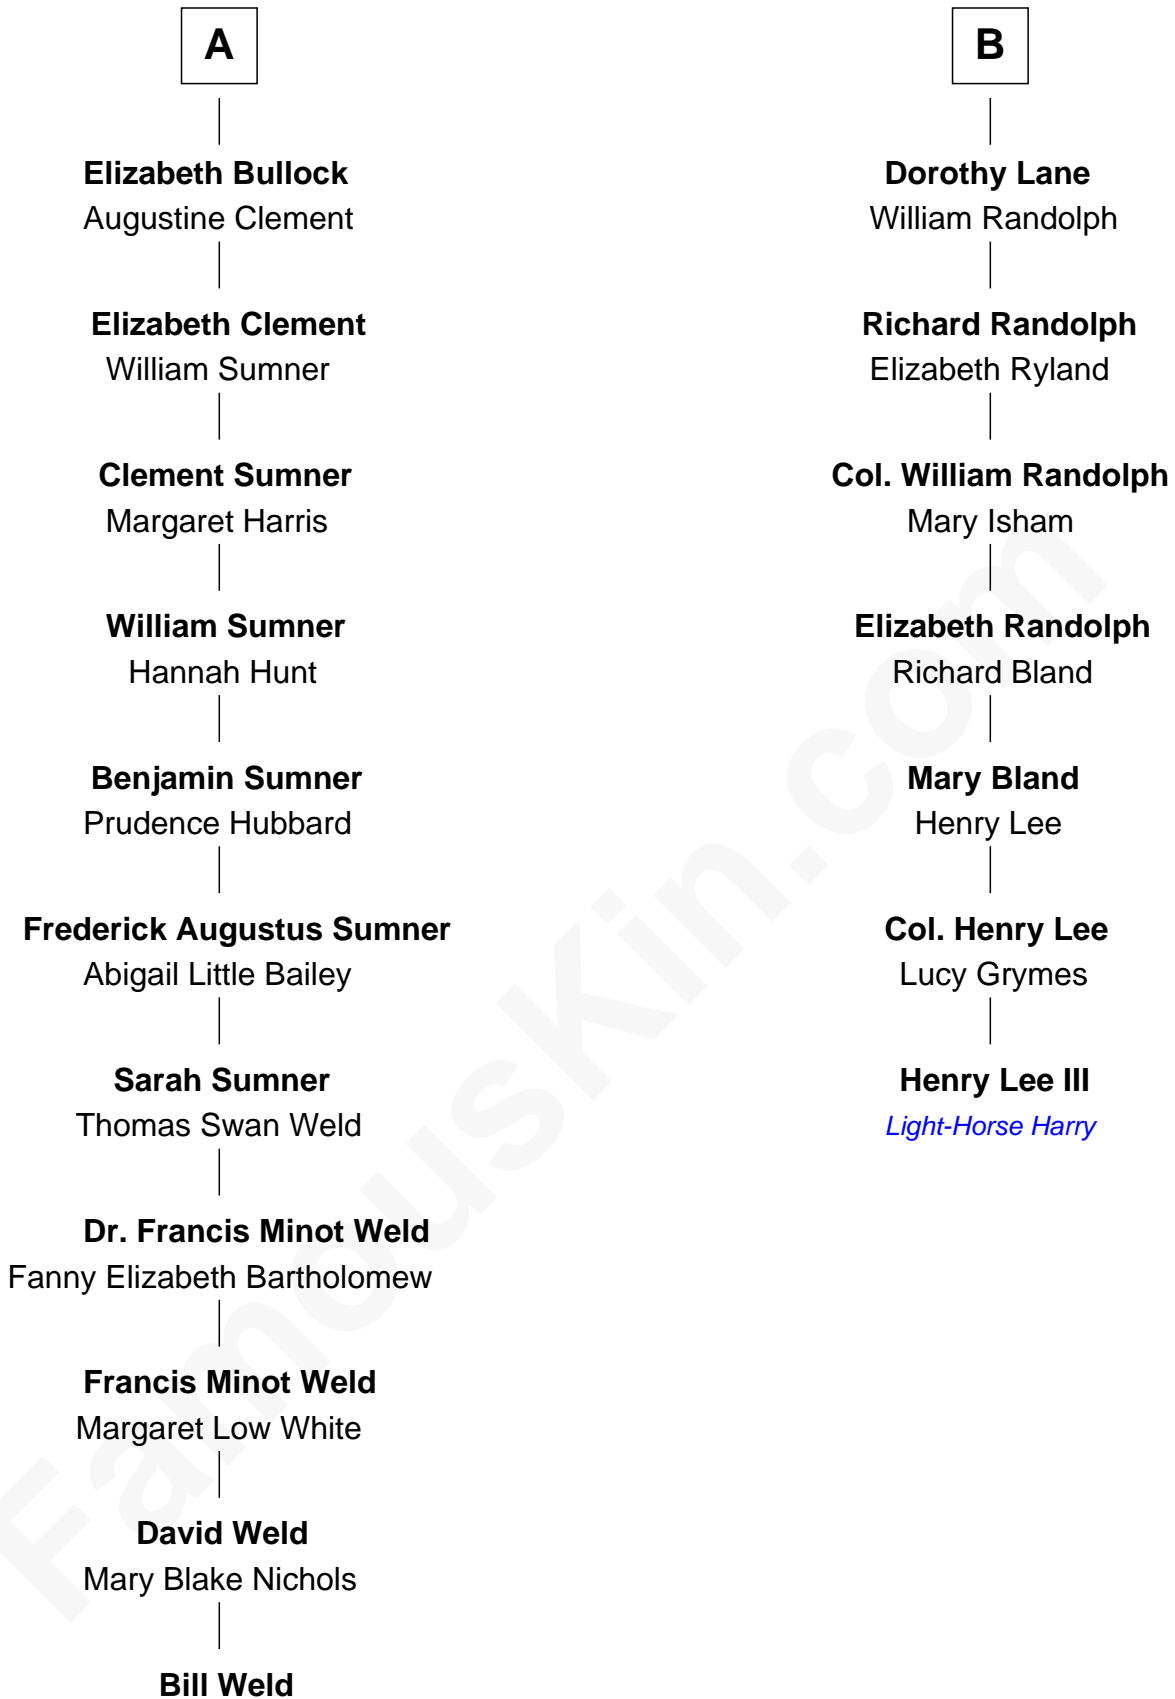 A
Elizabeth Bullock
Augustine Clement
Elizabeth Clement
William Sumner
Clement Sumner
Margaret Harris
William Sumner
Hannah Hunt
Benjamin Sumner
Prudence Hubbard
Frederick Augustus Sumner
Abigail Little Bailey
Sarah Sumner
Thomas Swan Weld
Dr. Francis Minot Weld
Fanny Elizabeth Bartholomew
Francis Minot Weld
Margaret Low White
David Weld
Mary Blake Nichols
Bill Weld
B
Dorothy Lane
William Randolph
Richard Randolph
Elizabeth Ryland
Col. William Randolph
Mary Isham
Elizabeth Randolph
Richard Bland
Mary Bland
Henry Lee
Col. Henry Lee
Lucy Grymes
Henry Lee III
Light-Horse Harry
FamousKin.com